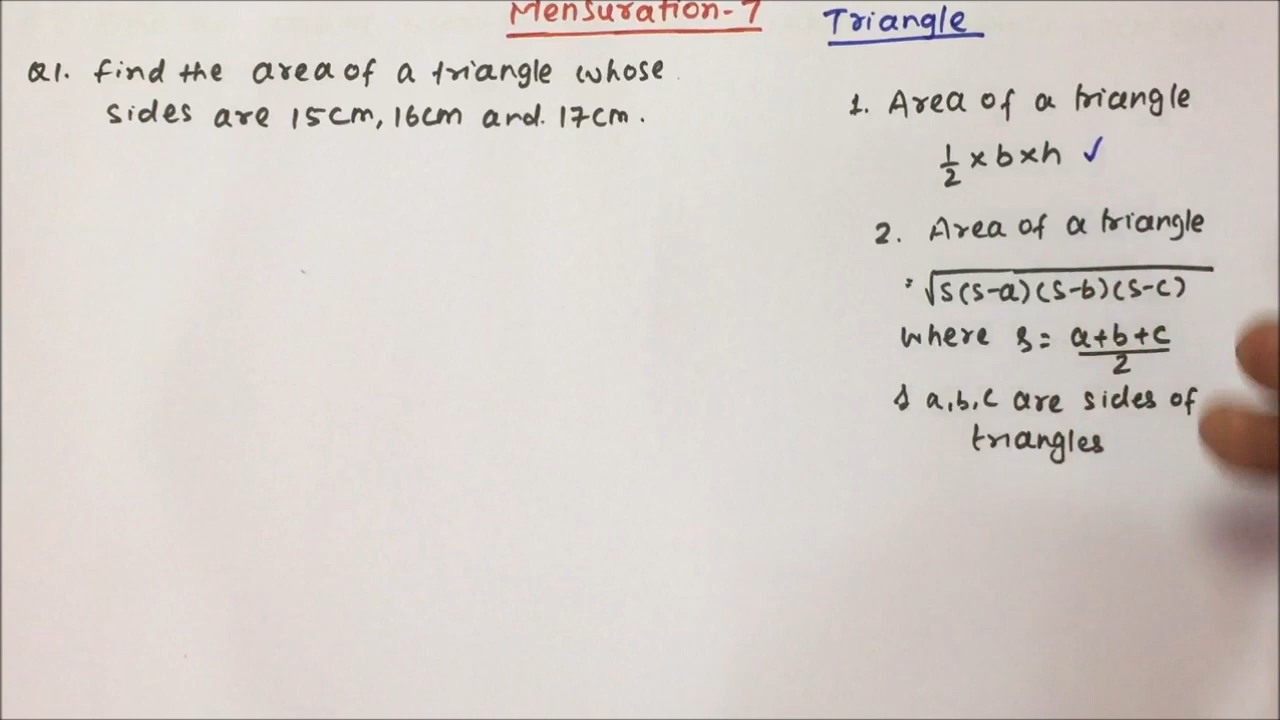 Mensuration-7
Triangle
Q1. find the area of a triangle whose
sides are 15cm, 16cm and. 17cm.
1. Area of a triangle
1/2 × b × h ✓
2. Area of a triangle
= √s(s-a)(s-b)(s-c)
where s = a+b+c/2
& a,b,c are sides of
triangles